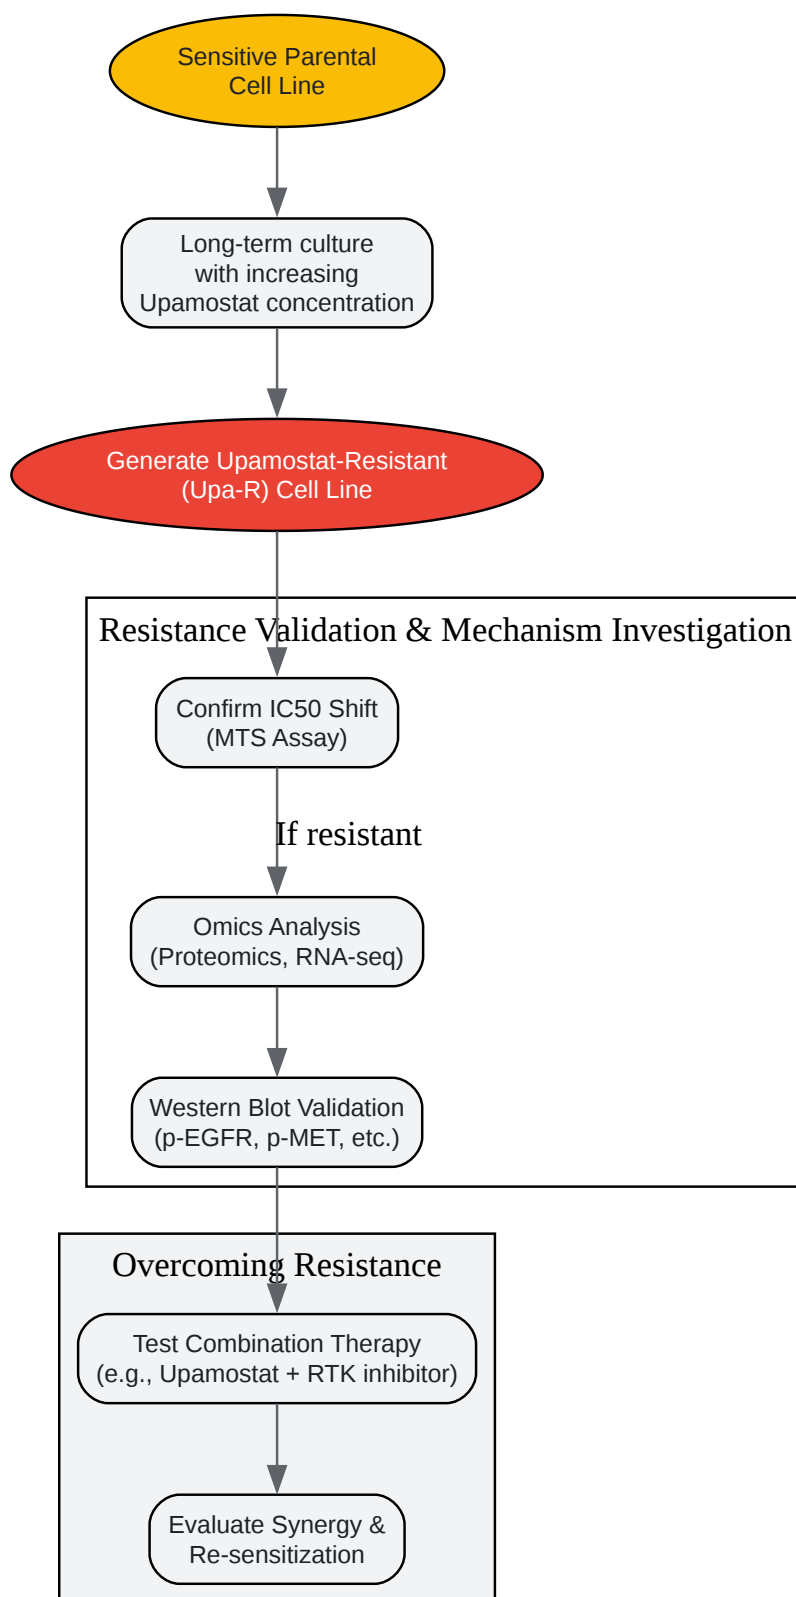 Sensitive Parental
Cell Line
Long-term culture
with increasing
Upamostat concentration
Generate Upamostat-Resistant
(Upa-R) Cell Line
Resistance Validation & Mechanism Investigation
Confirm IC50 Shift
(MTS Assay)
If resistant
Omics Analysis
(Proteomics, RNA-seq)
Western Blot Validation
(p-EGFR, p-MET, etc.)
Overcoming Resistance
Test Combination Therapy
(e.g., Upamostat + RTK inhibitor)
Evaluate Synergy &
Re-sensitization